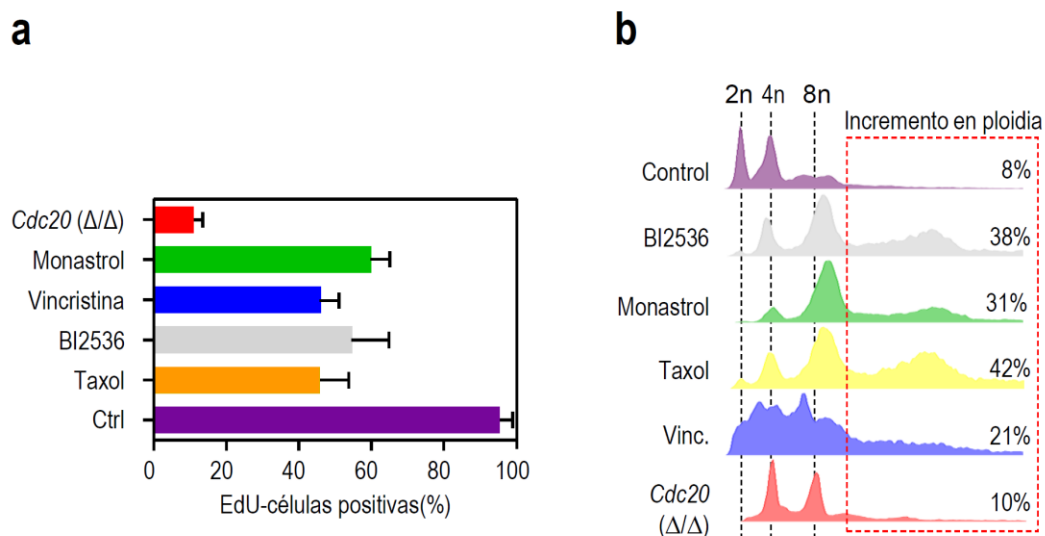 a
Cdc20 (Δ/Δ)
Monastrol
Vincristina
BI2536
Taxol
Ctrl
0 20 40 60 80 100
EdU-células positivas(%)
b
2n 4n 8n
Incremento en ploidia
Control 8%
BI2536 38%
Monastrol 31%
Taxol 42%
Vinc. 21%
Cdc20 10%
(Δ/Δ)